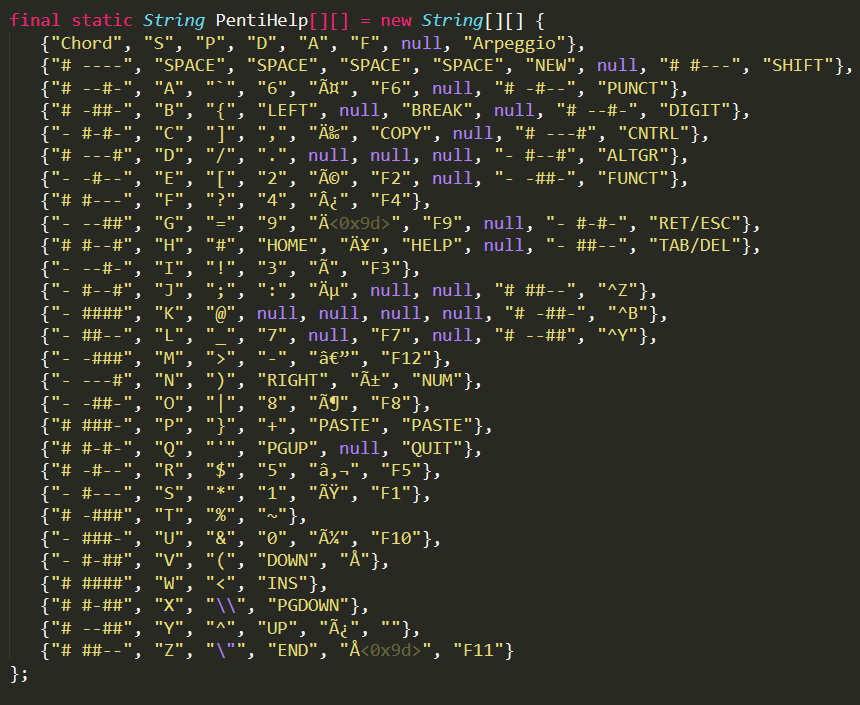 final static String PentiHelp[][] = new String[][] {
{"Chord", "S", "P", "D", "A", "F", null, "Arpeggio"},
{"# ----", "SPACE", "SPACE", "SPACE", "SPACE", "NEW", null, "# #---", "SHIFT"},
{"# --#-", "A", "`", "6", "Ã¤", "F6", null, "# -#--", "PUNCT"},
{"# -##-", "B", "{", "LEFT", null, "BREAK", null, "# --#-", "DIGIT"},
{"- #-#-", "C", "]", ",", "Ä‰", "COPY", null, "# ---#", "CNTRL"},
{"# ---#", "D", "/", ".", null, null, null, "- #--#", "ALTGR"},
{"- -#--", "E", "[", "2", "Ã©", "F2", null, "- -##-", "FUNCT"},
{"# #---", "F", "?", "4", "Â¿", "F4"},
{"- --##", "G", "=", "9", "Ä<0x9d>", "F9", null, "- #-#-", "RET/ESC"},
{"# #--#", "H", "#", "HOME", "Ä¥", "HELP", null, "- ##--", "TAB/DEL"},
{"- --#-", "I", "!", "3", "Ã", "F3"},
{"- #--#", "J", ";", ":", "Äµ", null, null, "# ##--", "^Z"},
{"- ####", "K", "@", null, null, null, null, "# -##-", "^B"},
{"- ##--", "L", "_", "7", null, "F7", null, "# --##", "^Y"},
{"- -###", "M", ">", "-", "â€”", "F12"},
{"- ---#", "N", ")", "RIGHT", "Ã±", "NUM"},
{"- -##-", "O", "|", "8", "Ã¶", "F8"},
{"# ###-", "P", "}", "+", "PASTE", "PASTE"},
{"# #-#-", "Q", "'", "PGUP", null, "QUIT"},
{"# -#--", "R", "$", "5", "â‚¬", "F5"},
{"- #---", "S", "*", "1", "ÃŸ", "F1"},
{"# -###", "T", "%", "~"},
{"- ###-", "U", "&", "0", "Ã¼", "F10"},
{"- #-##", "V", "(", "DOWN", "Å"},
{"# ####", "W", "<", "INS"},
{"# #-##", "X", "\\", "PGDOWN"},
{"# --##", "Y", "^", "UP", "Ã¿", ""},
{"# ##--", "Z", "\"", "END", "Å<0x9d>", "F11"}
};